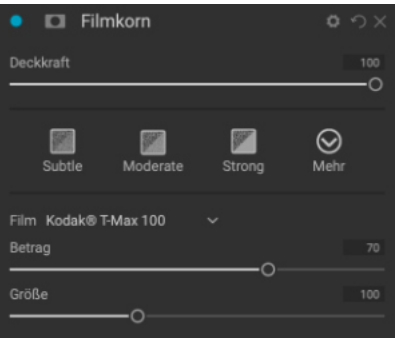 Filmkorn
Deckkraft 100
Subtle Moderate Strong Mehr
Film Kodak® T-Max 100
Betrag 70
Größe 100